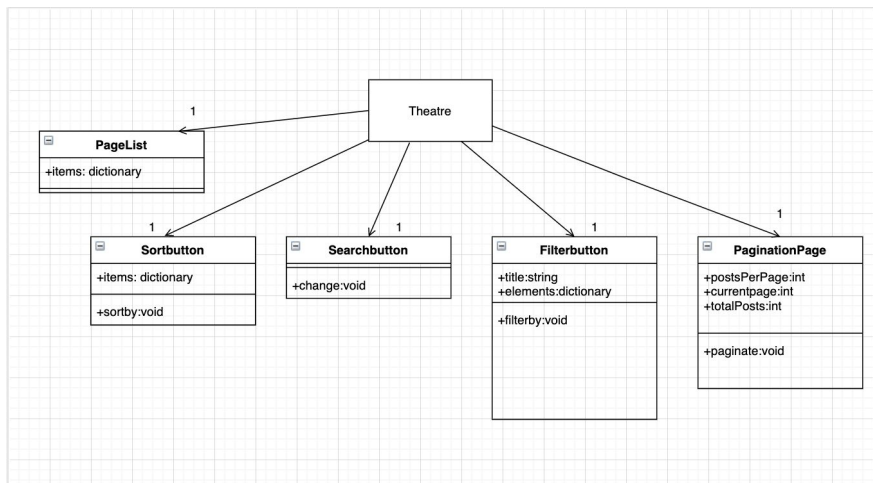 Theatre
1
PageList
+items: dictionary
1
Sortbutton
+items: dictionary
+sortby:void
1
Searchbutton
+change:void
1
Filterbutton
+title:string
+elements:dictionary
+filterby:void
1
PaginationPage
+postsPerPage:int
+currentpage:int
+totalPosts:int
+paginate:void